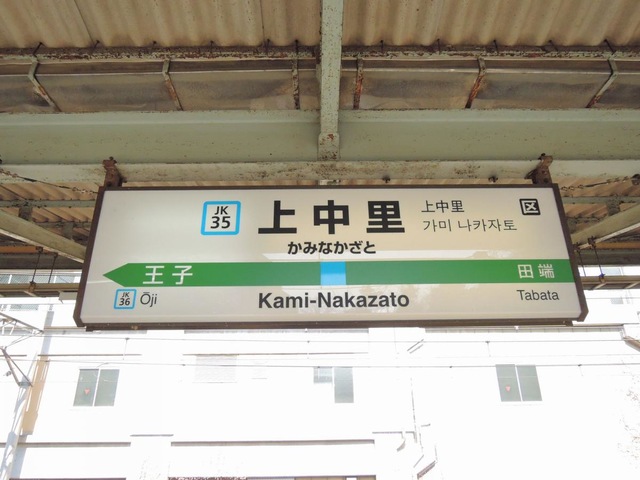 JK
35
上中里
上中里
가미 나카자토
区
かみなかざと
王子
田端
JK
36
Ōji
Kami-Nakazato
Tabata